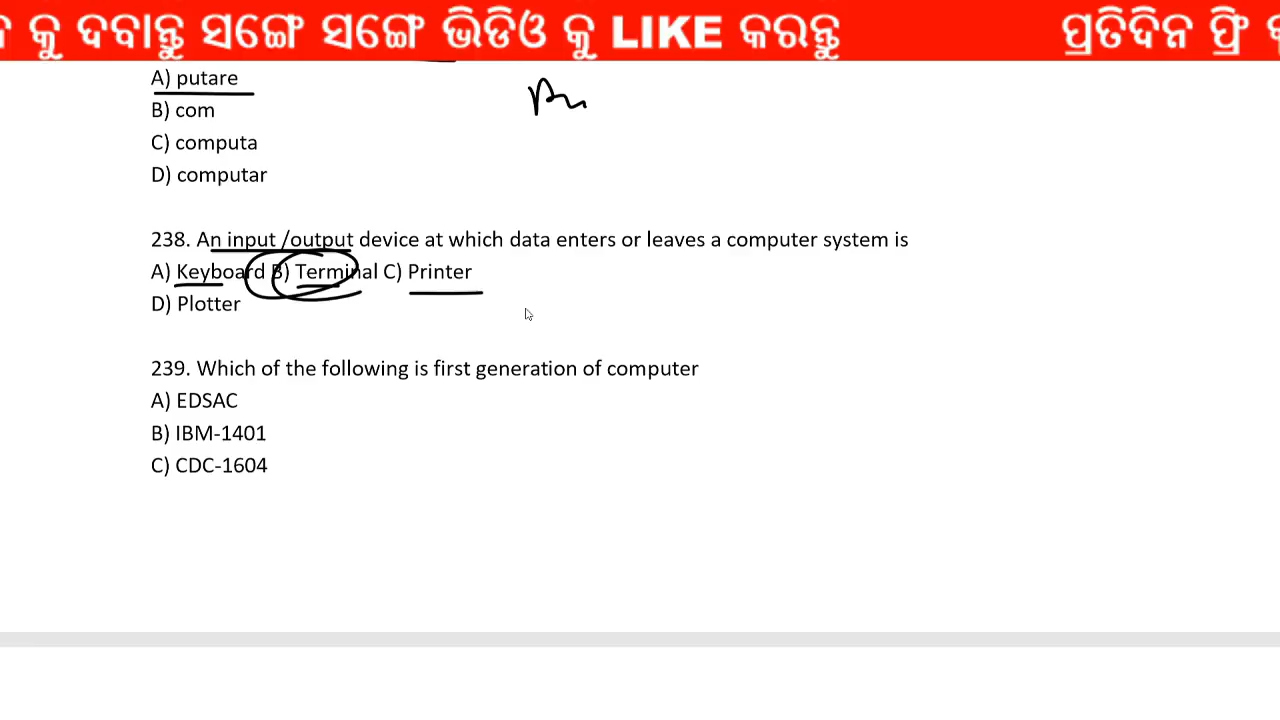 କୁ ଦବାନ୍ତୁ ସଙ୍ଗେ ସଙ୍ଗେ ଭିଡିଓ କୁ LIKE କରନ୍ତୁ ପ୍ରତିଦିନ ଫ୍ରି
A) putare
B) com
C) computa
D) computar
238. An input /output device at which data enters or leaves a computer system is
A) Keyboard B) Terminal C) Printer
D) Plotter
239. Which of the following is first generation of computer
A) EDSAC
B) IBM-1401
C) CDC-1604